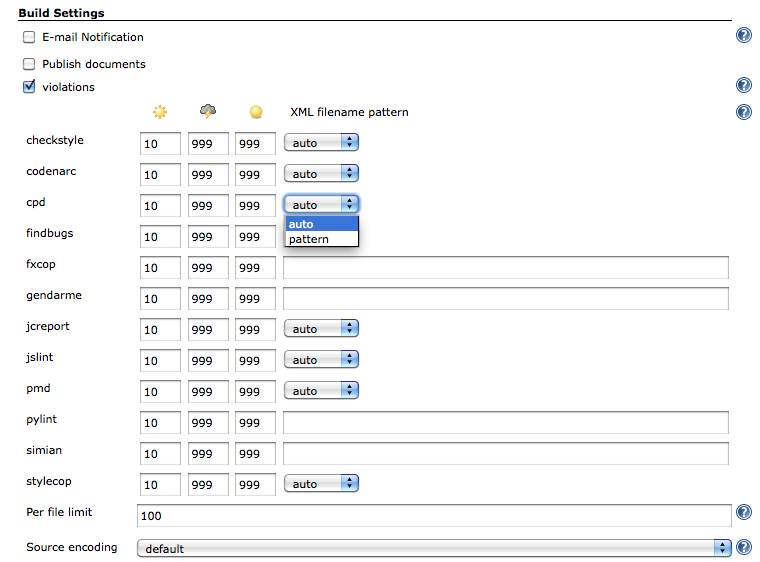 Build Settings
E-mail Notification
Publish documents
violations
XML filename pattern
checkstyle 10 999 999 auto
codenarc 10 999 999 auto
cpd 10 999 999 auto
auto
findbugs 10 999 999 pattern
fxcop 10 999 999
gendarme 10 999 999
jcreport 10 999 999 auto
jslint 10 999 999 auto
pmd 10 999 999 auto
pylint 10 999 999
simian 10 999 999
stylecop 10 999 999 auto
Per file limit 100
Source encoding default